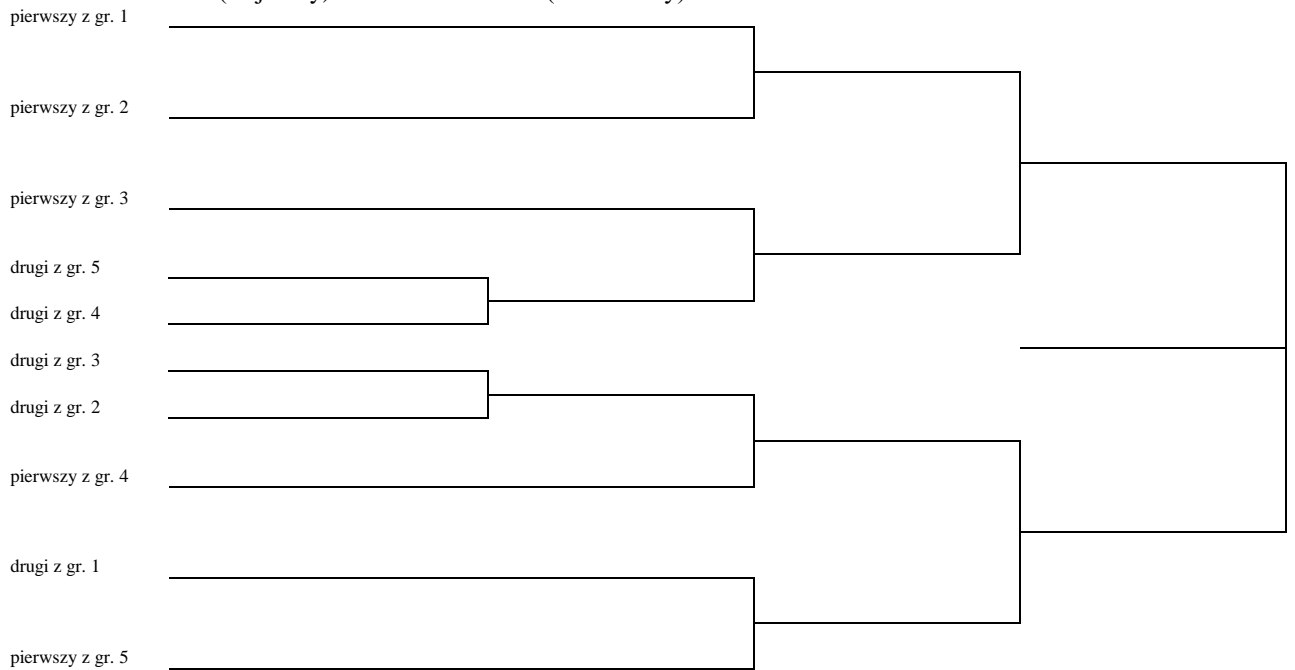 pierwszy z gr. 1
pierwszy z gr. 2
pierwszy z gr. 3
drugi z gr. 5
drugi z gr. 4
drugi z gr. 3
drugi z gr. 2
pierwszy z gr. 4
drugi z gr. 1
pierwszy z gr. 5